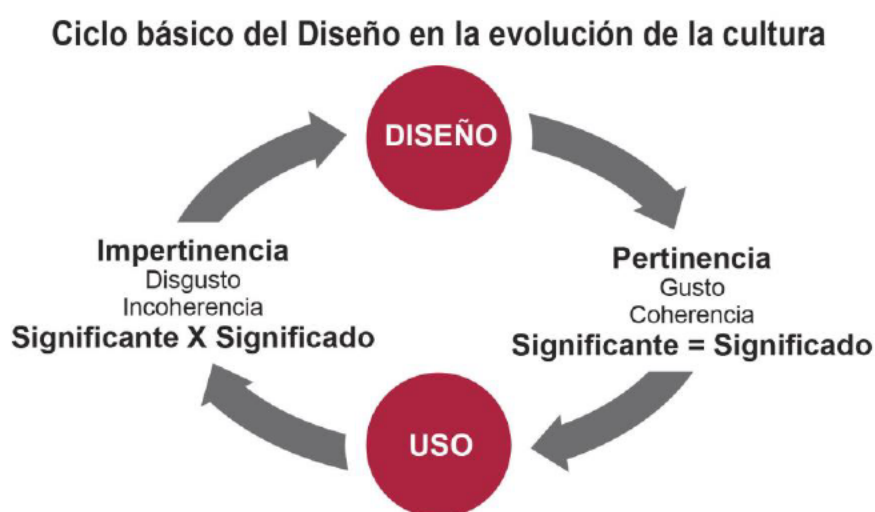 Ciclo básico del Diseño en la evolución de la cultura
DISEÑO
Impertinencia
Disgusto
Incoherencia
Significante X Significado
Pertinencia
Gusto
Coherencia
Significante = Significado
USO